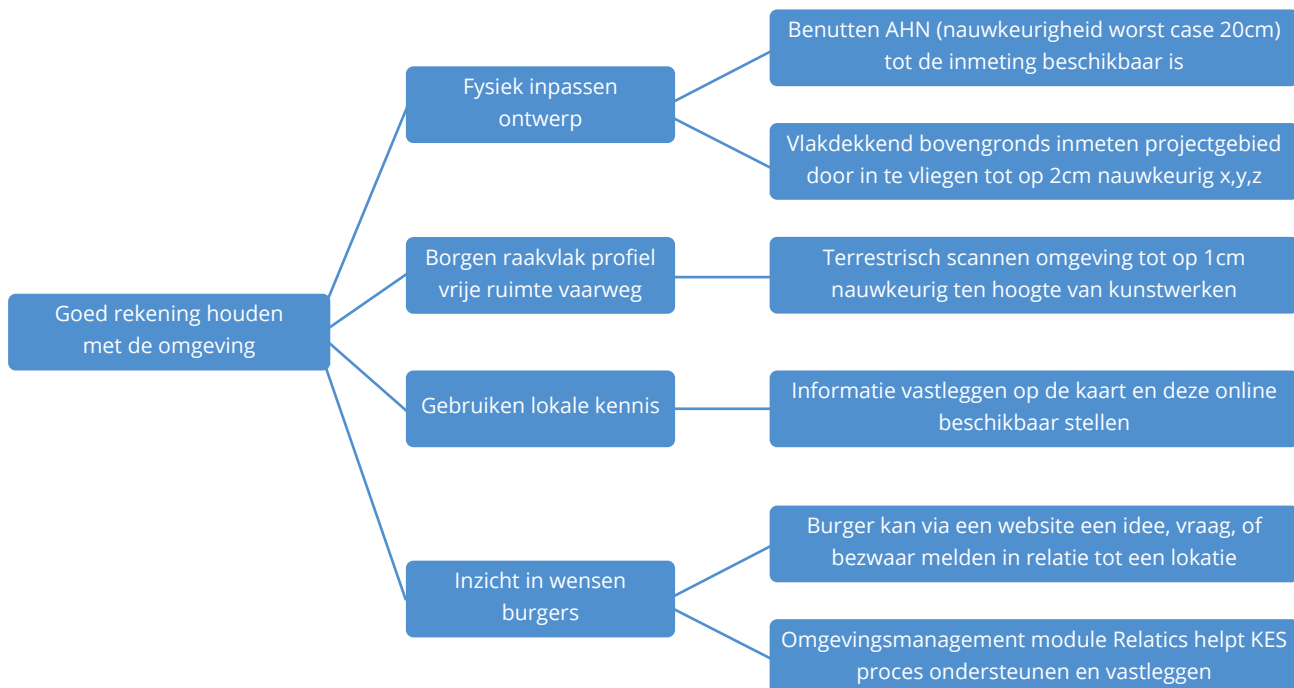 Goed rekening houden
met de omgeving
Fysiek inpassen
ontwerp
Benutten AHN (nauwkeurigheid worst case 20cm)
tot de inmeting beschikbaar is
Vlakdekkend bovengronds inmeten projectgebied
door in te vliegen tot op 2cm nauwkeurig x,y,z
Borgen raakvlak profiel
vrije ruimte vaarweg
Terrestrisch scannen omgeving tot op 1cm
nauwkeurig ten hoogte van kunstwerken
Gebruiken lokale kennis
Informatie vastleggen op de kaart en deze online
beschikbaar stellen
Inzicht in wensen
burgers
Burger kan via een website een idee, vraag, of
bezwaar melden in relatie tot een lokatie
Omgevingsmanagement module Relatics helpt KES
proces ondersteunen en vastleggen